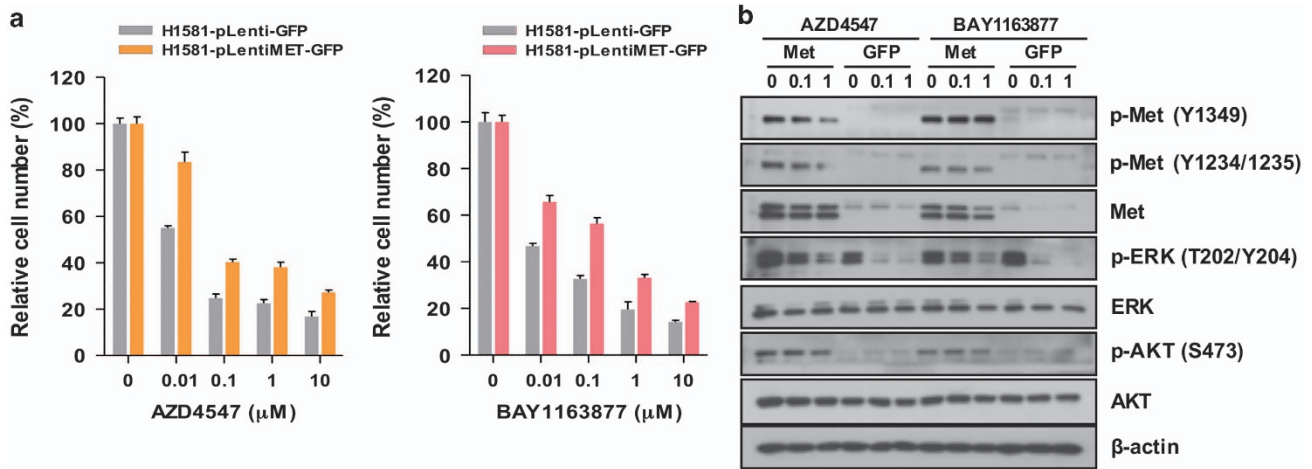 a
H1581-pLenti-GFP
H1581-pLentiMET-GFP
Relative cell number (%)
120
100
80
60
40
20
0
0 0.01 0.1 1 10
AZD4547 (μM)
H1581-pLenti-GFP
H1581-pLentiMET-GFP
Relative cell number (%)
120
100
80
60
40
20
0
0 0.01 0.1 1 10
BAY1163877 (μM)
b
AZD4547 BAY1163877
Met GFP Met GFP
0 0.1 1 0 0.1 1 0 0.1 1 0 0.1 1
p-Met (Y1349)
p-Met (Y1234/1235)
Met
p-ERK (T202/Y204)
ERK
p-AKT (S473)
AKT
β-actin